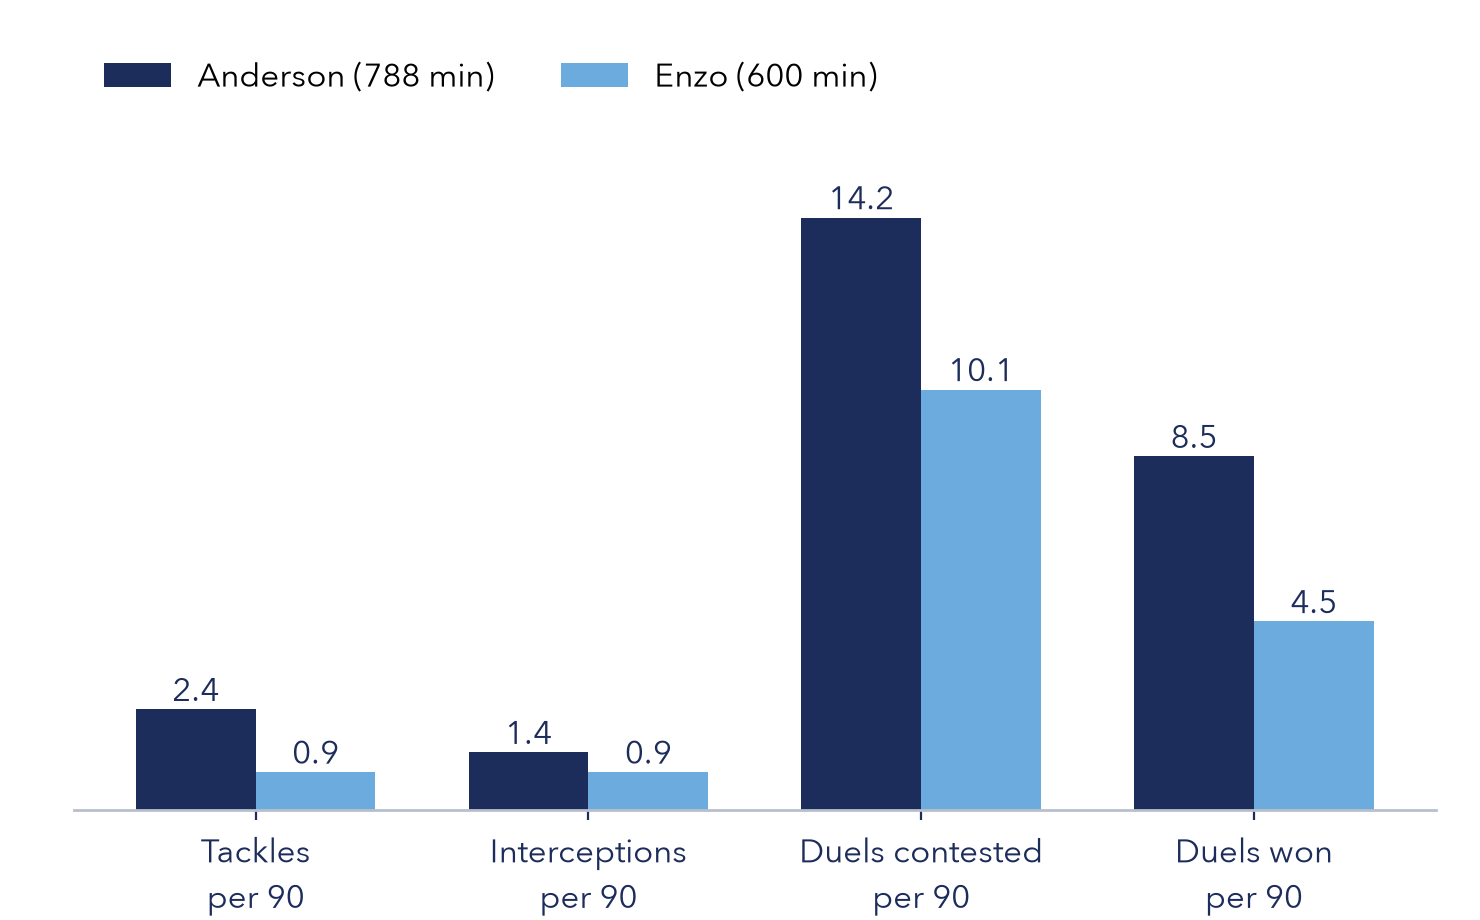 Anderson (788 min) Enzo (600 min)
14.2
10.1
8.5
4.5
2.4
1.4
0.9
0.9
Tackles per 90
Interceptions per 90
Duels contested per 90
Duels won per 90